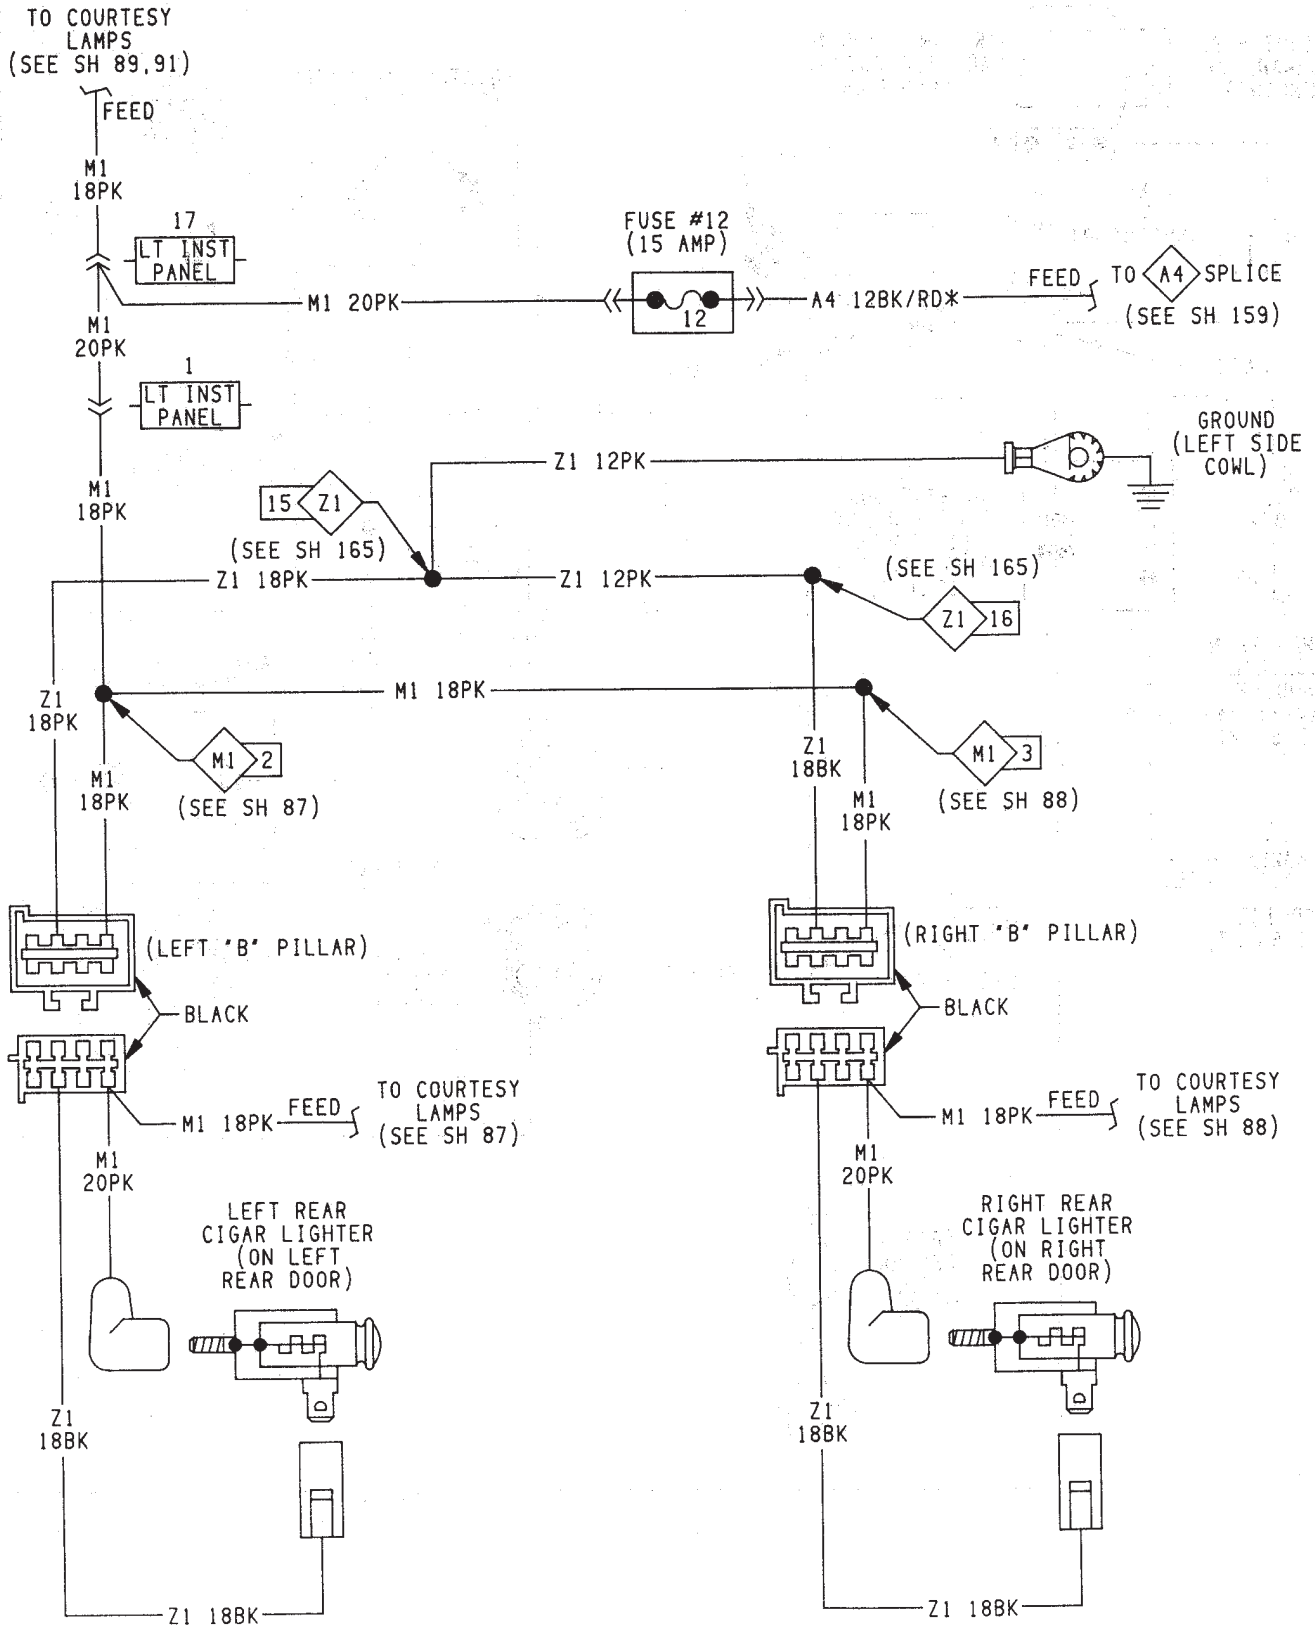 TO COURTESY
LAMPS
(SEE SH 89,91)
FEED
M1
18PK
17
LT INST
PANEL
FUSE #12
(15 AMP)
12
M1 20PK
A4 12BK/RD*
FEED
TO A4 SPLICE
(SEE SH 159)
M1
20PK
1
LT INST
PANEL
GROUND
(LEFT SIDE
COWL)
Z1 12PK
M1
18PK
15 Z1
(SEE SH 165)
Z1 18PK
Z1 12PK
(SEE SH 165)
Z1 16
Z1
18PK
M1 18PK
M1 2
(SEE SH 87)
M1
18PK
Z1
18BK
M1 3
(SEE SH 88)
M1
18PK
(LEFT "B" PILLAR)
(RIGHT "B" PILLAR)
BLACK
BLACK
M1 18PK
FEED
TO COURTESY
LAMPS
(SEE SH 87)
M1 18PK
FEED
TO COURTESY
LAMPS
(SEE SH 88)
M1
20PK
M1
20PK
LEFT REAR
CIGAR LIGHTER
(ON LEFT
REAR DOOR)
RIGHT REAR
CIGAR LIGHTER
(ON RIGHT
REAR DOOR)
Z1
18BK
Z1
18BK
Z1 18BK
Z1 18BK